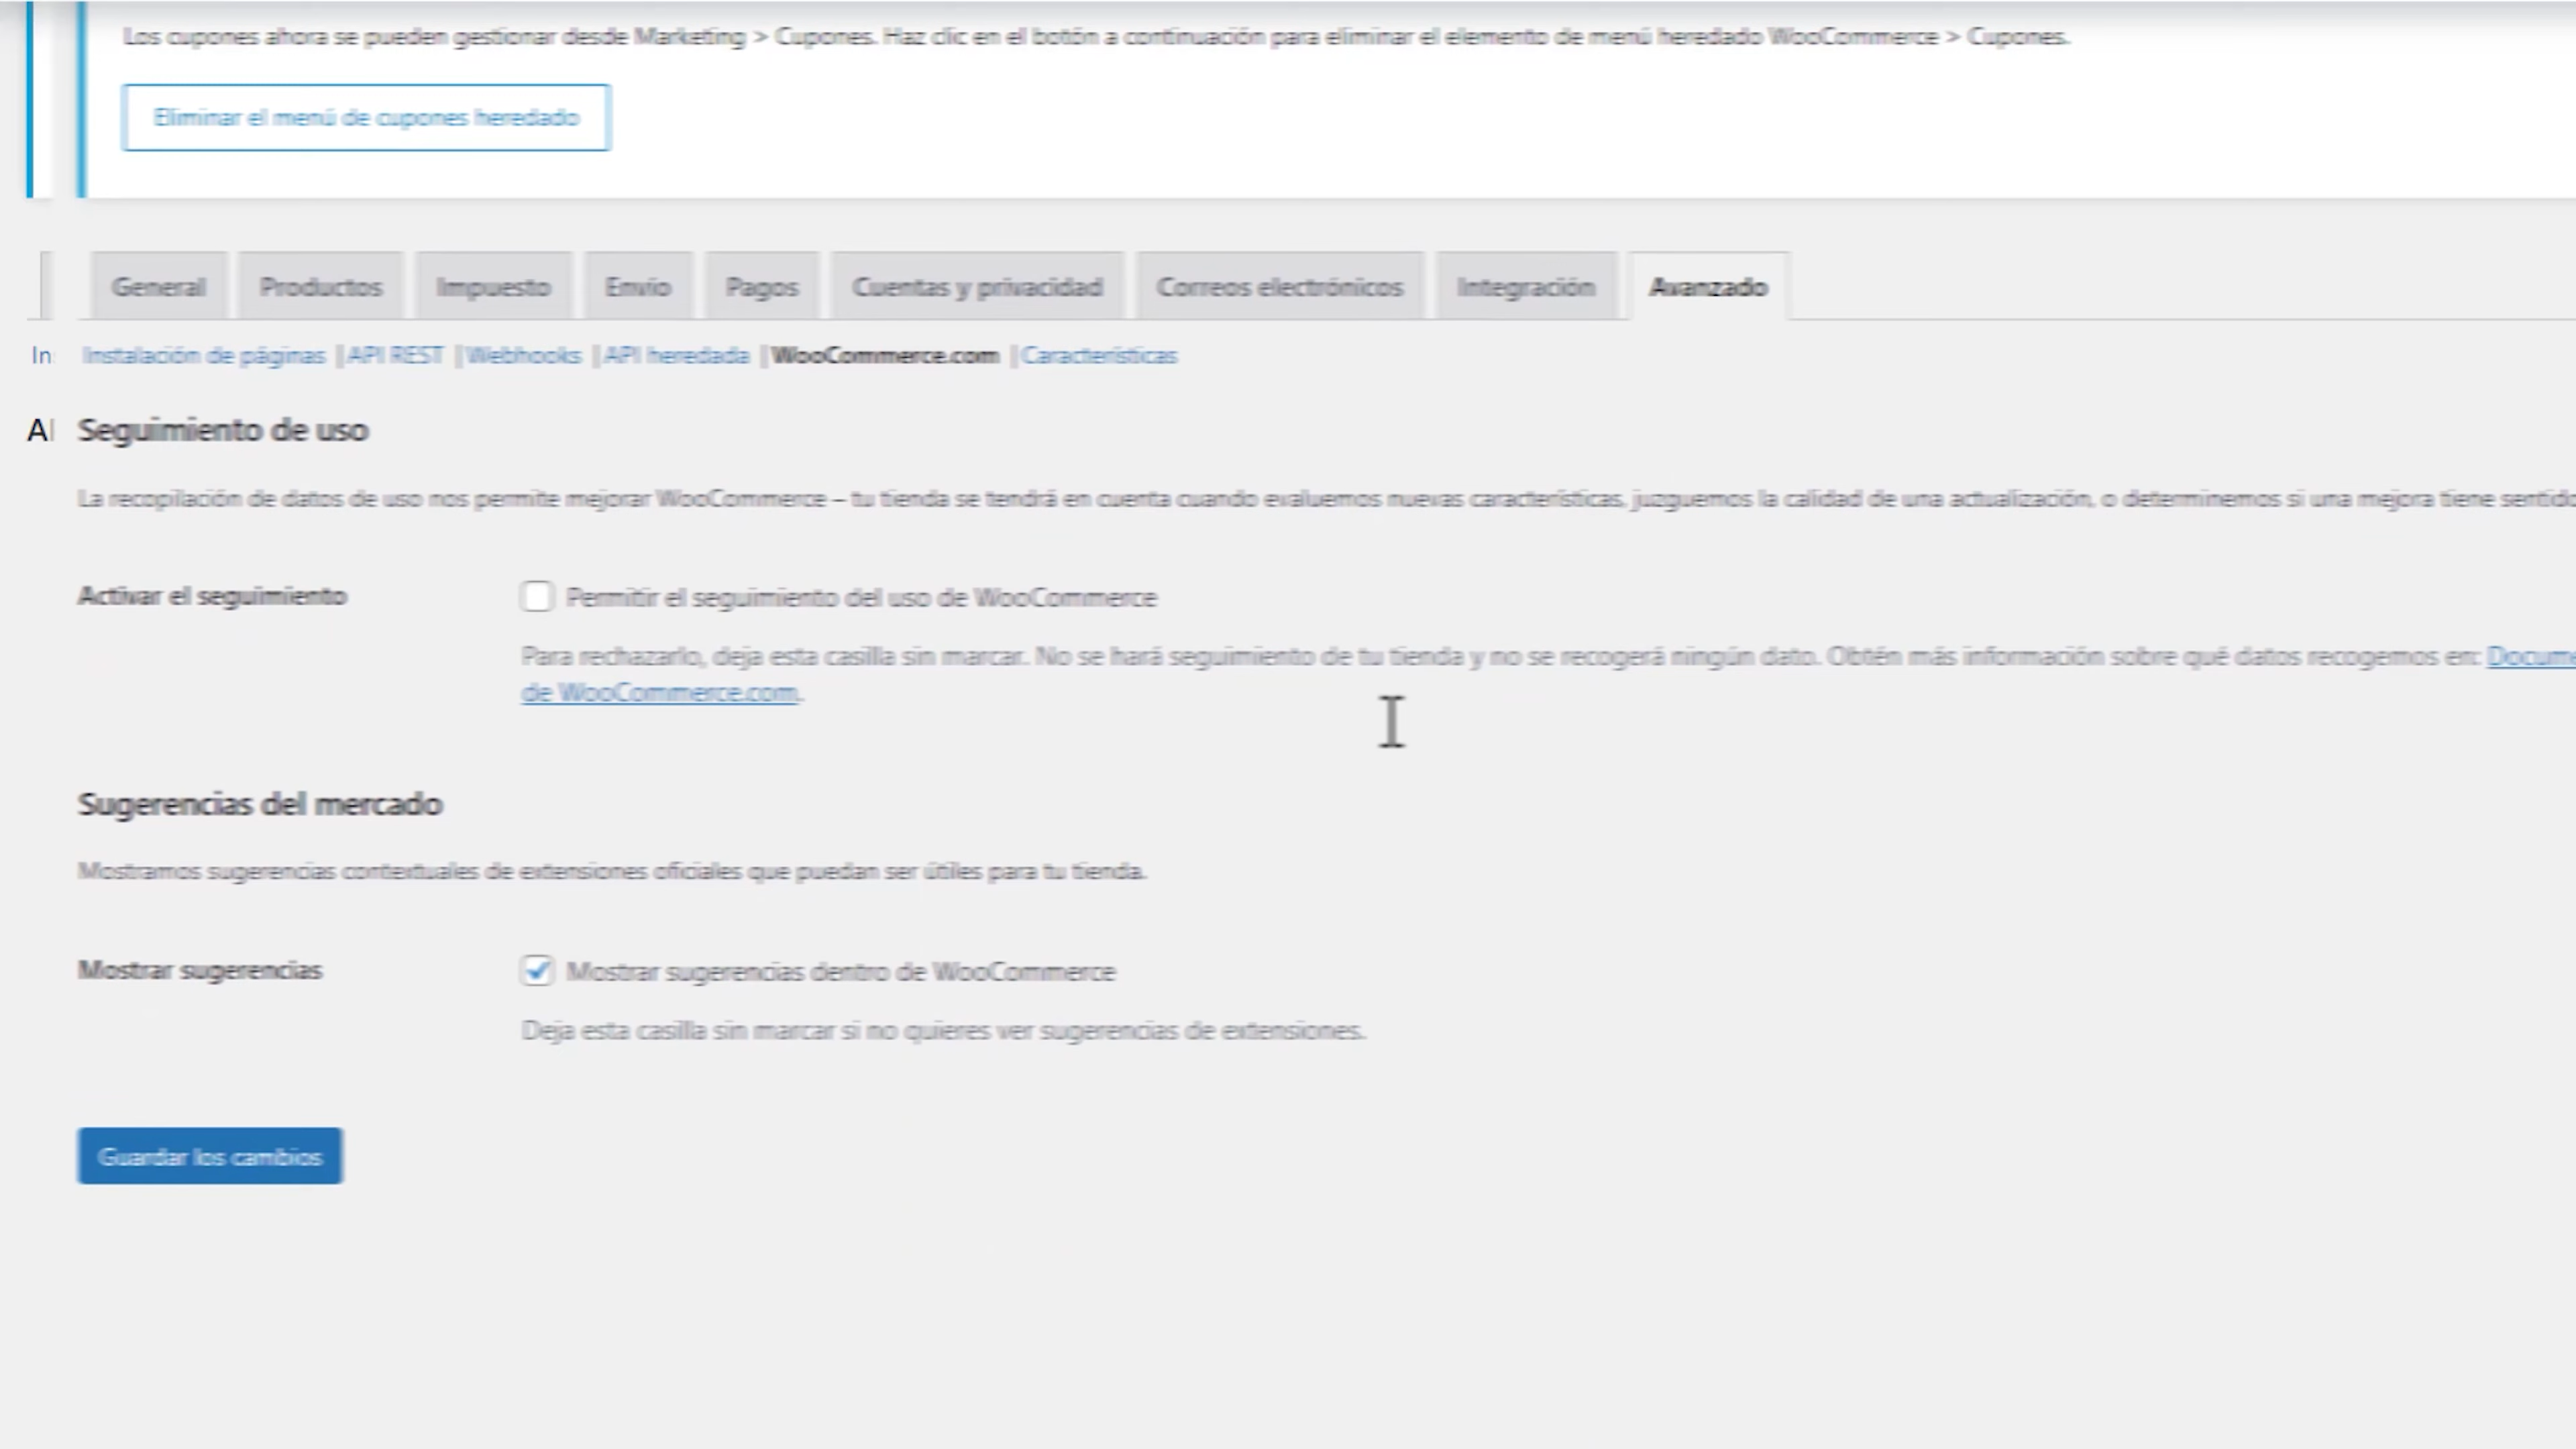 Los cupones ahora se pueden gestionar desde Marketing > Cupones. Haz clic en el botón a continuación para eliminar el elemento de menú heredado WooCommerce > Cupones.
Eliminar el menú de cupones heredado
General Productos Impuesto Envío Pagos Cuentas y privacidad Correos electrónicos Integración Avanzado
In Instalación de páginas | API REST | Webhooks | API heredada | WooCommerce.com | Características
Seguimiento de uso
La recopilación de datos de uso nos permite mejorar WooCommerce – tu tienda se tendrá en cuenta cuando evaluemos nuevas características, juzguemos la calidad de una actualización, o determinemos si una mejora tiene sentido
Activar el seguimiento
Permitir el seguimiento del uso de WooCommerce
Para rechazarlo, deja esta casilla sin marcar. No se hará seguimiento de tu tienda y no se recogerá ningún dato. Obtén más información sobre qué datos recogemos en: Docume
de WooCommerce.com.
Sugerencias del mercado
Mostramos sugerencias contextuales de extensiones oficiales que puedan ser útiles para tu tienda.
Mostrar sugerencias
Mostrar sugerencias dentro de WooCommerce
Deja esta casilla sin marcar si no quieres ver sugerencias de extensiones.
Guardar los cambios